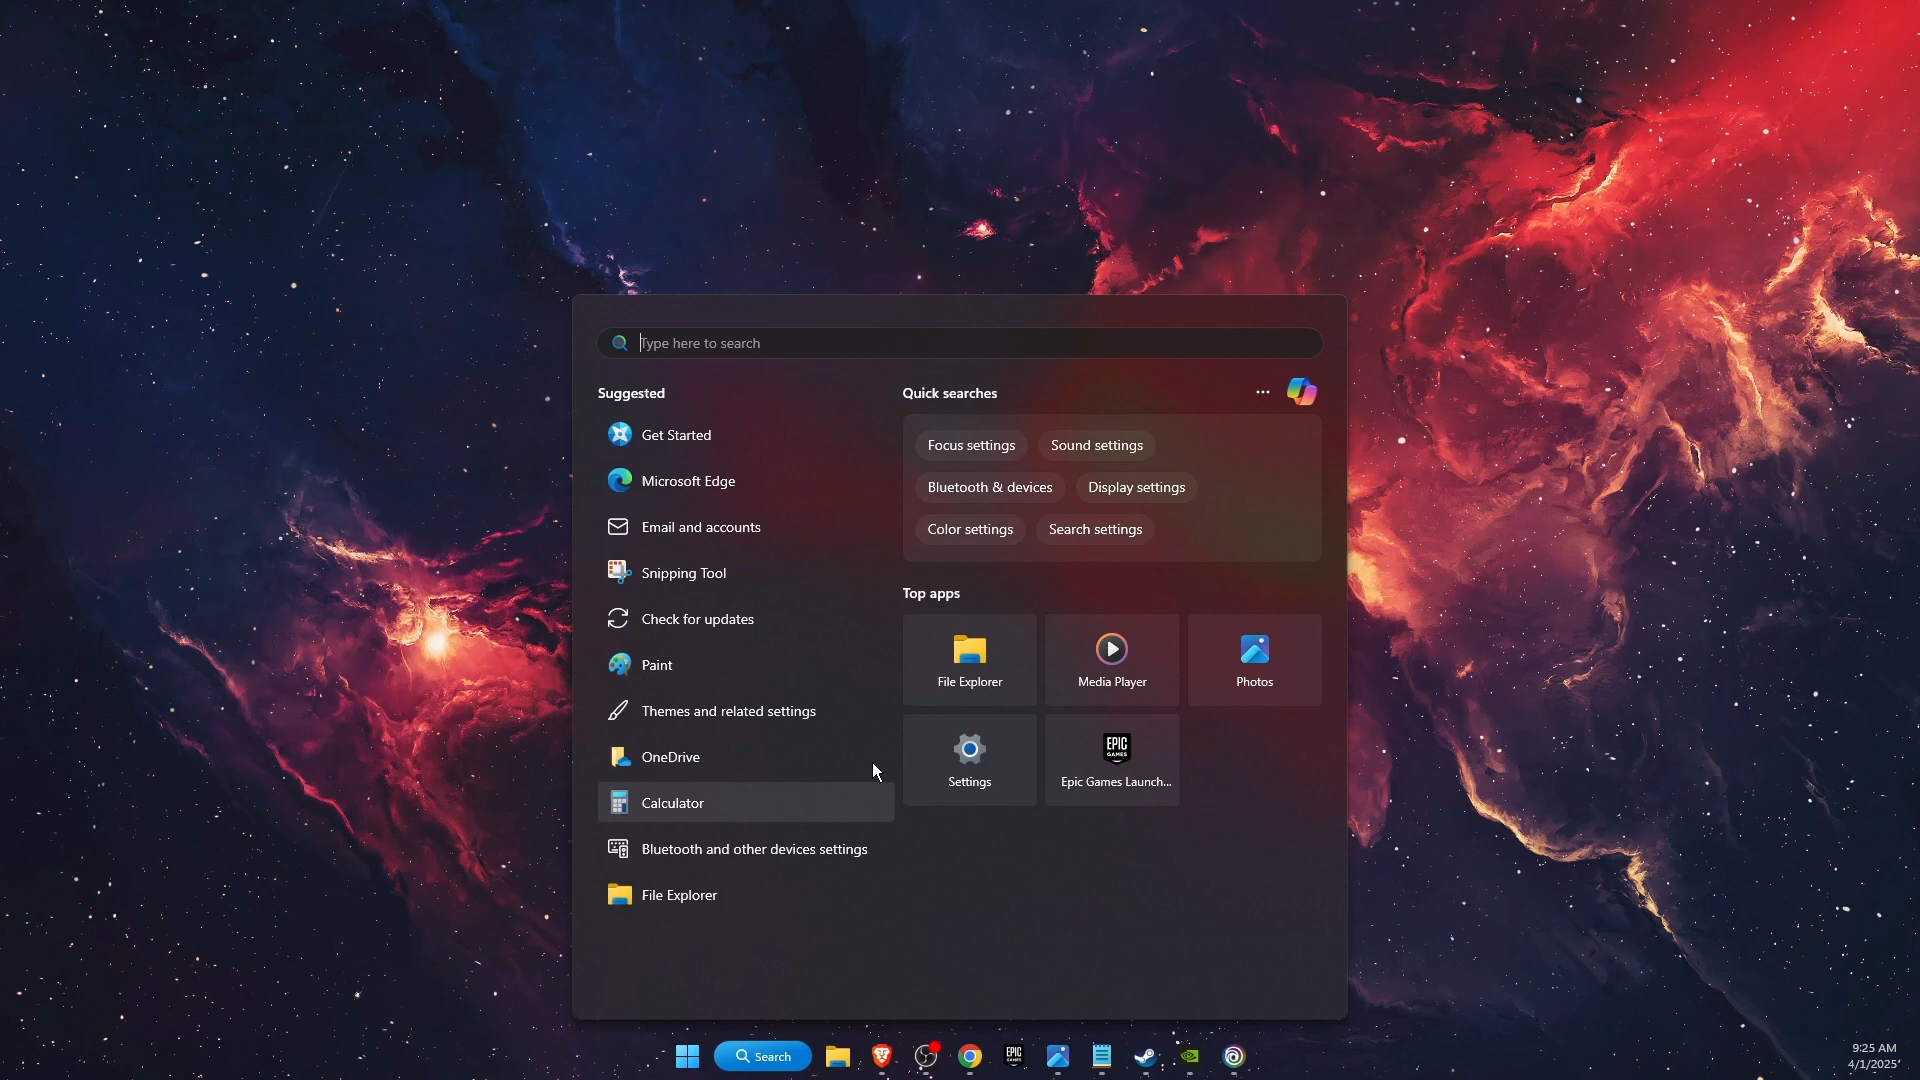 Type here to search
Suggested
Get Started
Microsoft Edge
Email and accounts
Snipping Tool
Check for updates
Paint
Themes and related settings
OneDrive
Calculator
Bluetooth and other devices settings
File Explorer
Quick searches
Focus settings
Sound settings
Bluetooth & devices
Display settings
Color settings
Search settings
Top apps
File Explorer
Media Player
Photos
EPIC
GAMES
Settings
Epic Games Launch...
Search
EPIC
GAMES
9:25 AM
4/1/2025